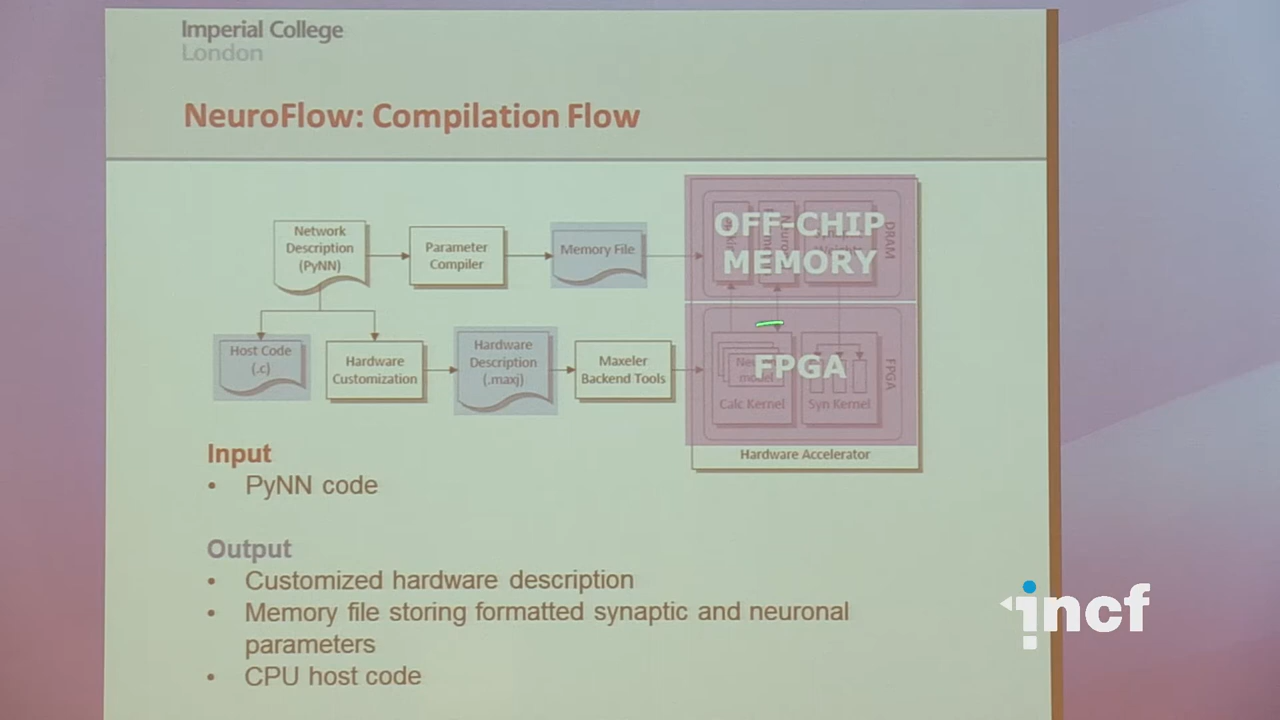 Imperial College
London
NeuroFlow: Compilation Flow
Network
Description
(PyNN)
Parameter
Compiler
Memory File
OFF-CHIP
MEMORY
DRAM
Host Code
(.c)
Hardware
Customization
Hardware
Description
(.maxj)
Maxeler
Backend Tools
FPGA
FPGA
Calc Kernel
Syn Kernel
Hardware Accelerator
Input
• PyNN code
Output
• Customized hardware description
• Memory file storing formatted synaptic and neuronal
parameters
• CPU host code
incf